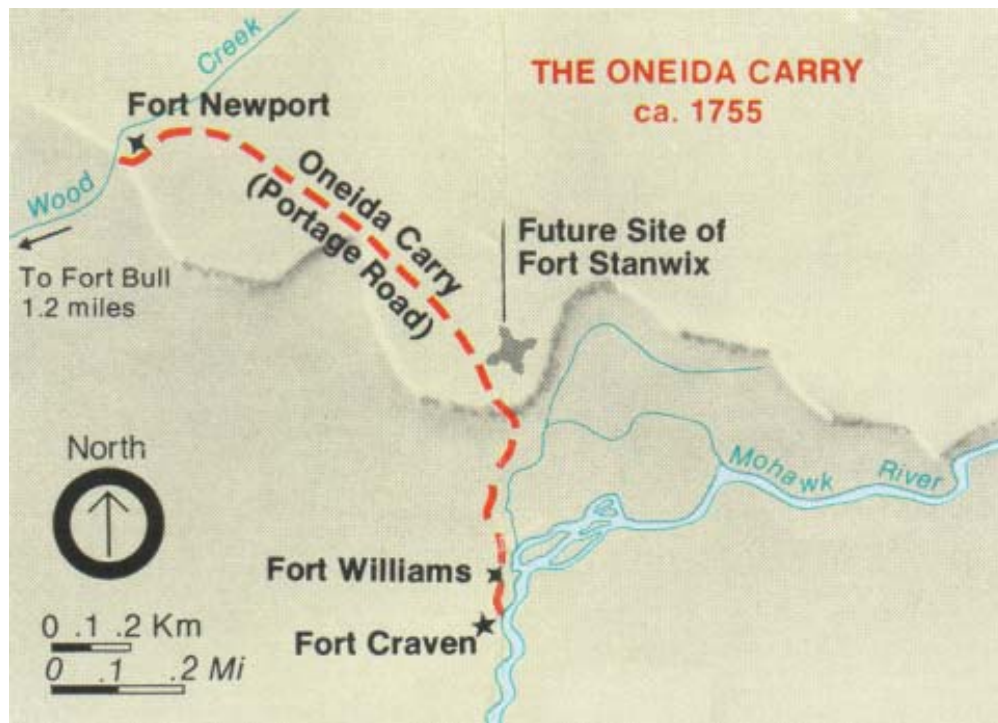 THE ONEIDA CARRY
ca. 1755
Creek
Fort Newport
Wood
Oneida Carry
(Portage Road)
Future Site of
Fort Stanwix
To Fort Bull
1.2 miles
North
Mohawk River
Fort Williams
Fort Craven
0 .1 .2 Km
0 .1 .2 Mi